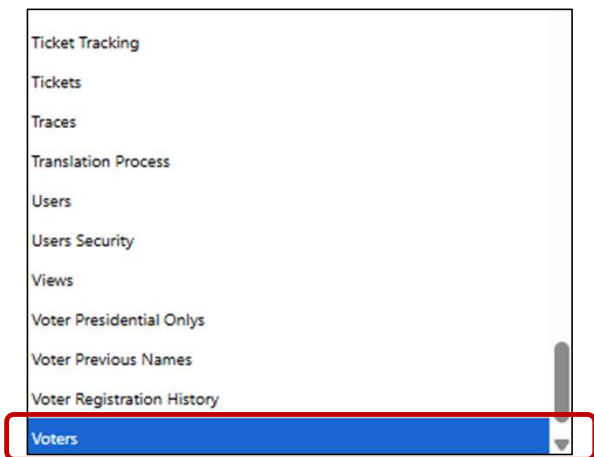 Ticket Tracking
Tickets
Traces
Translation Process
Users
Users Security
Views
Voter Presidential Onlys
Voter Previous Names
Voter Registration History
Voters